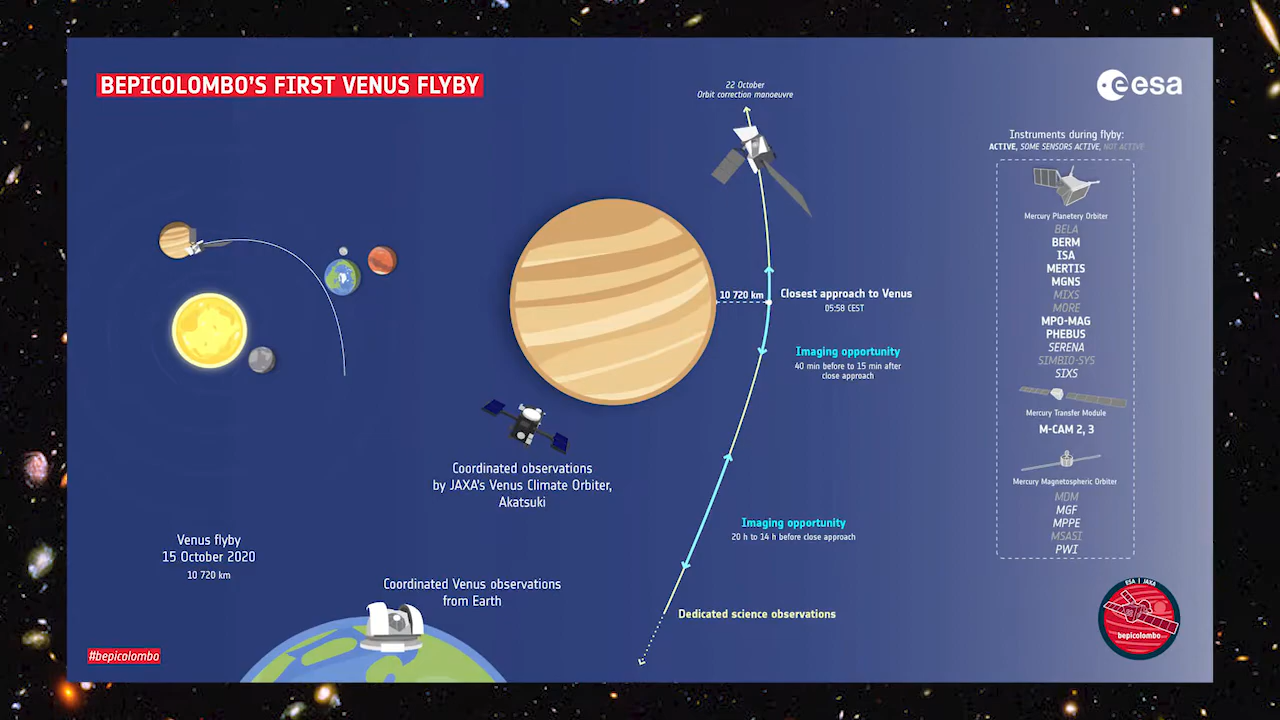 BEPICOLOMBO'S FIRST VENUS FLYBY
22 October
Orbit correction manoeuvre
esa
Instruments during flyby:
ACTIVE, SOME SENSORS ACTIVE, NOT ACTIVE
Mercury Planetery Orbiter
BELA
BERM
ISA
MERTIS
MGNS
MIXS
MORE
MPO-MAG
PHEBUS
SERENA
SIMBIO-SYS
SIXS
Mercury Transfer Module
M-CAM 2, 3
Mercury Magnetospheric Orbiter
MDM
MGF
MPPE
MSASI
PWI
10 720 km
Closest approach to Venus
05:58 CEST
Imaging opportunity
40 min before to 15 min after
close approach
Coordinated observations
by JAXA's Venus Climate Orbiter,
Akatsuki
Imaging opportunity
20 h to 14 h before close approach
Venus flyby
15 October 2020
10 720 km
Coordinated Venus observations
from Earth
Dedicated science observations
#bepicolombo
ESA | JAXA
bepicolombo